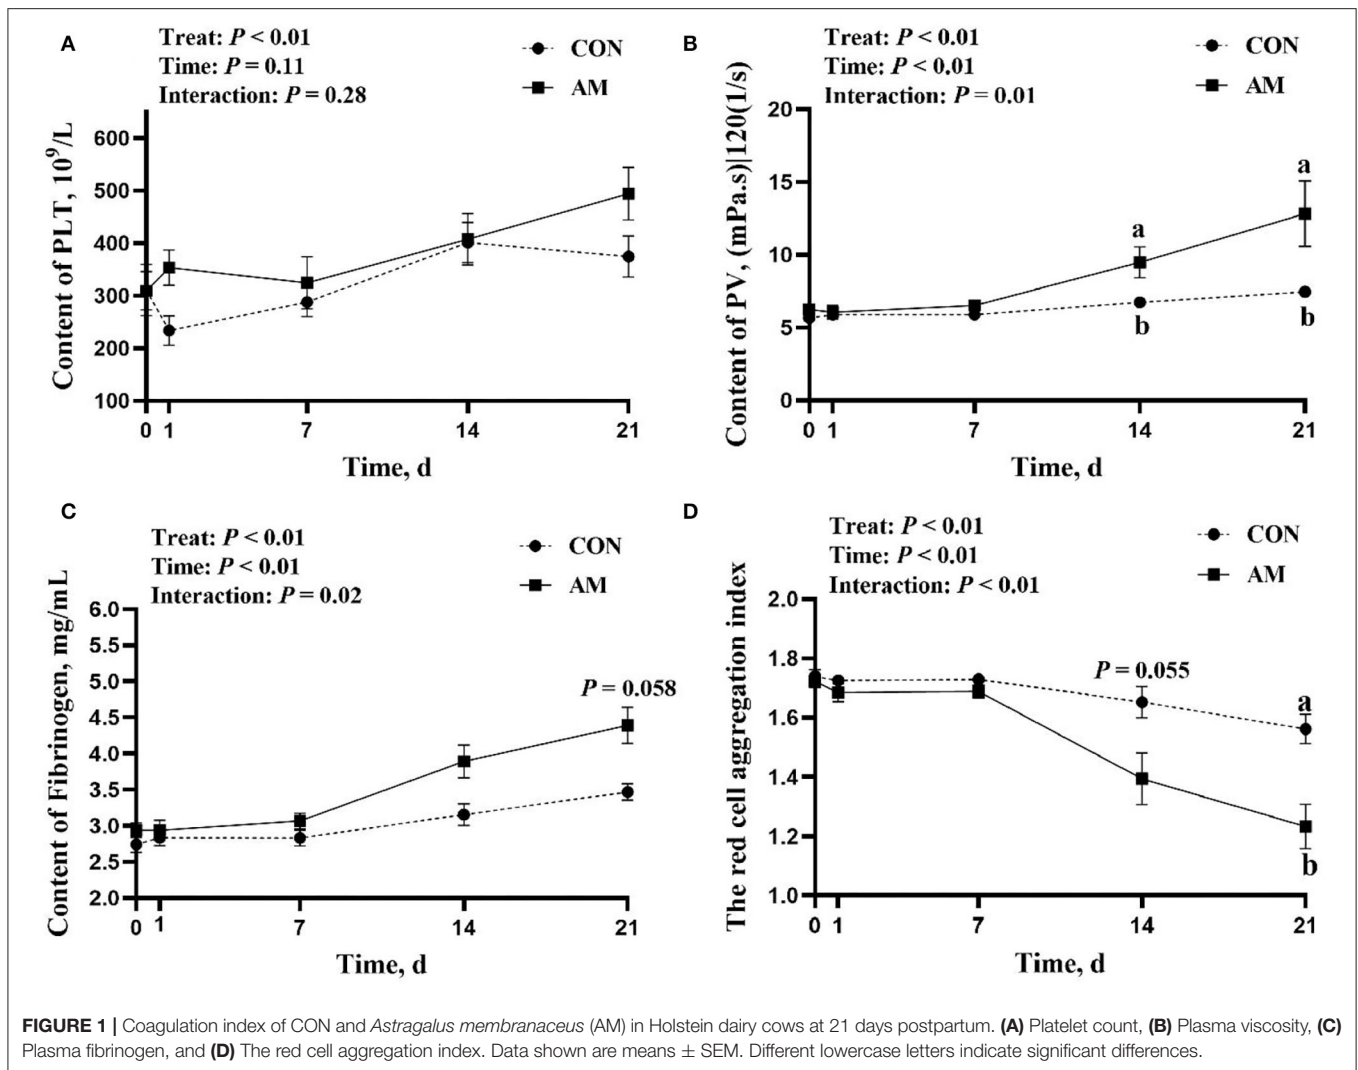 A
Treat: P < 0.01
Time: P = 0.11
Interaction: P = 0.28
CON
AM
Content of PLT, 10⁹/L
600
500
400
300
200
100
0 1 7 14 21
Time, d
B
Treat: P < 0.01
Time: P < 0.01
Interaction: P = 0.01
CON
AM
Content of PV, (mPa.s)|120(1/s)
20
15
10
5
0
a
a
b
b
0 1 7 14 21
Time, d
C
Treat: P < 0.01
Time: P < 0.01
Interaction: P = 0.02
CON
AM
Content of Fibrinogen, mg/mL
6.0
5.5
5.0
4.5
4.0
3.5
3.0
2.5
2.0
P = 0.058
0 1 7 14 21
Time, d
D
Treat: P < 0.01
Time: P < 0.01
Interaction: P < 0.01
CON
AM
The red cell aggregation index
2.0
1.8
1.6
1.4
1.2
1.0
P = 0.055
a
b
0 1 7 14 21
Time, d
FIGURE 1 | Coagulation index of CON and Astragalus membranaceus (AM) in Holstein dairy cows at 21 days postpartum. (A) Platelet count, (B) Plasma viscosity, (C)
Plasma fibrinogen, and (D) The red cell aggregation index. Data shown are means ± SEM. Different lowercase letters indicate significant differences.